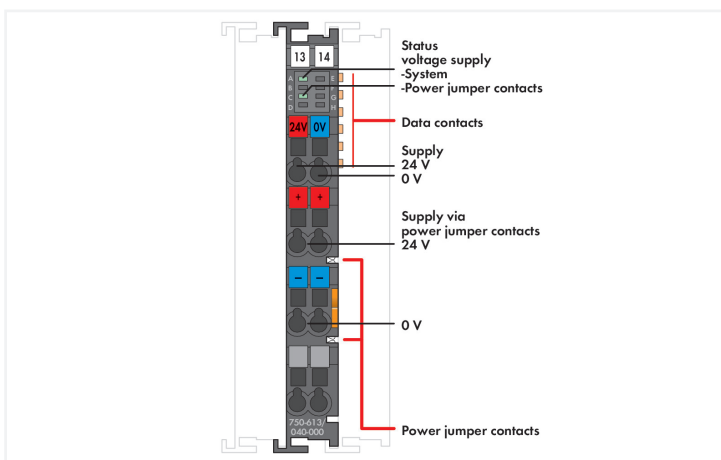 13 14
Status
voltage supply
-System
-Power jumper contacts
A E
B F
C G
D H
Data contacts
24V 0V
Supply
24 V
0 V
+ +
Supply via
power jumper contacts
24 V
– –
0 V
750-613/
040-000
Power jumper contacts